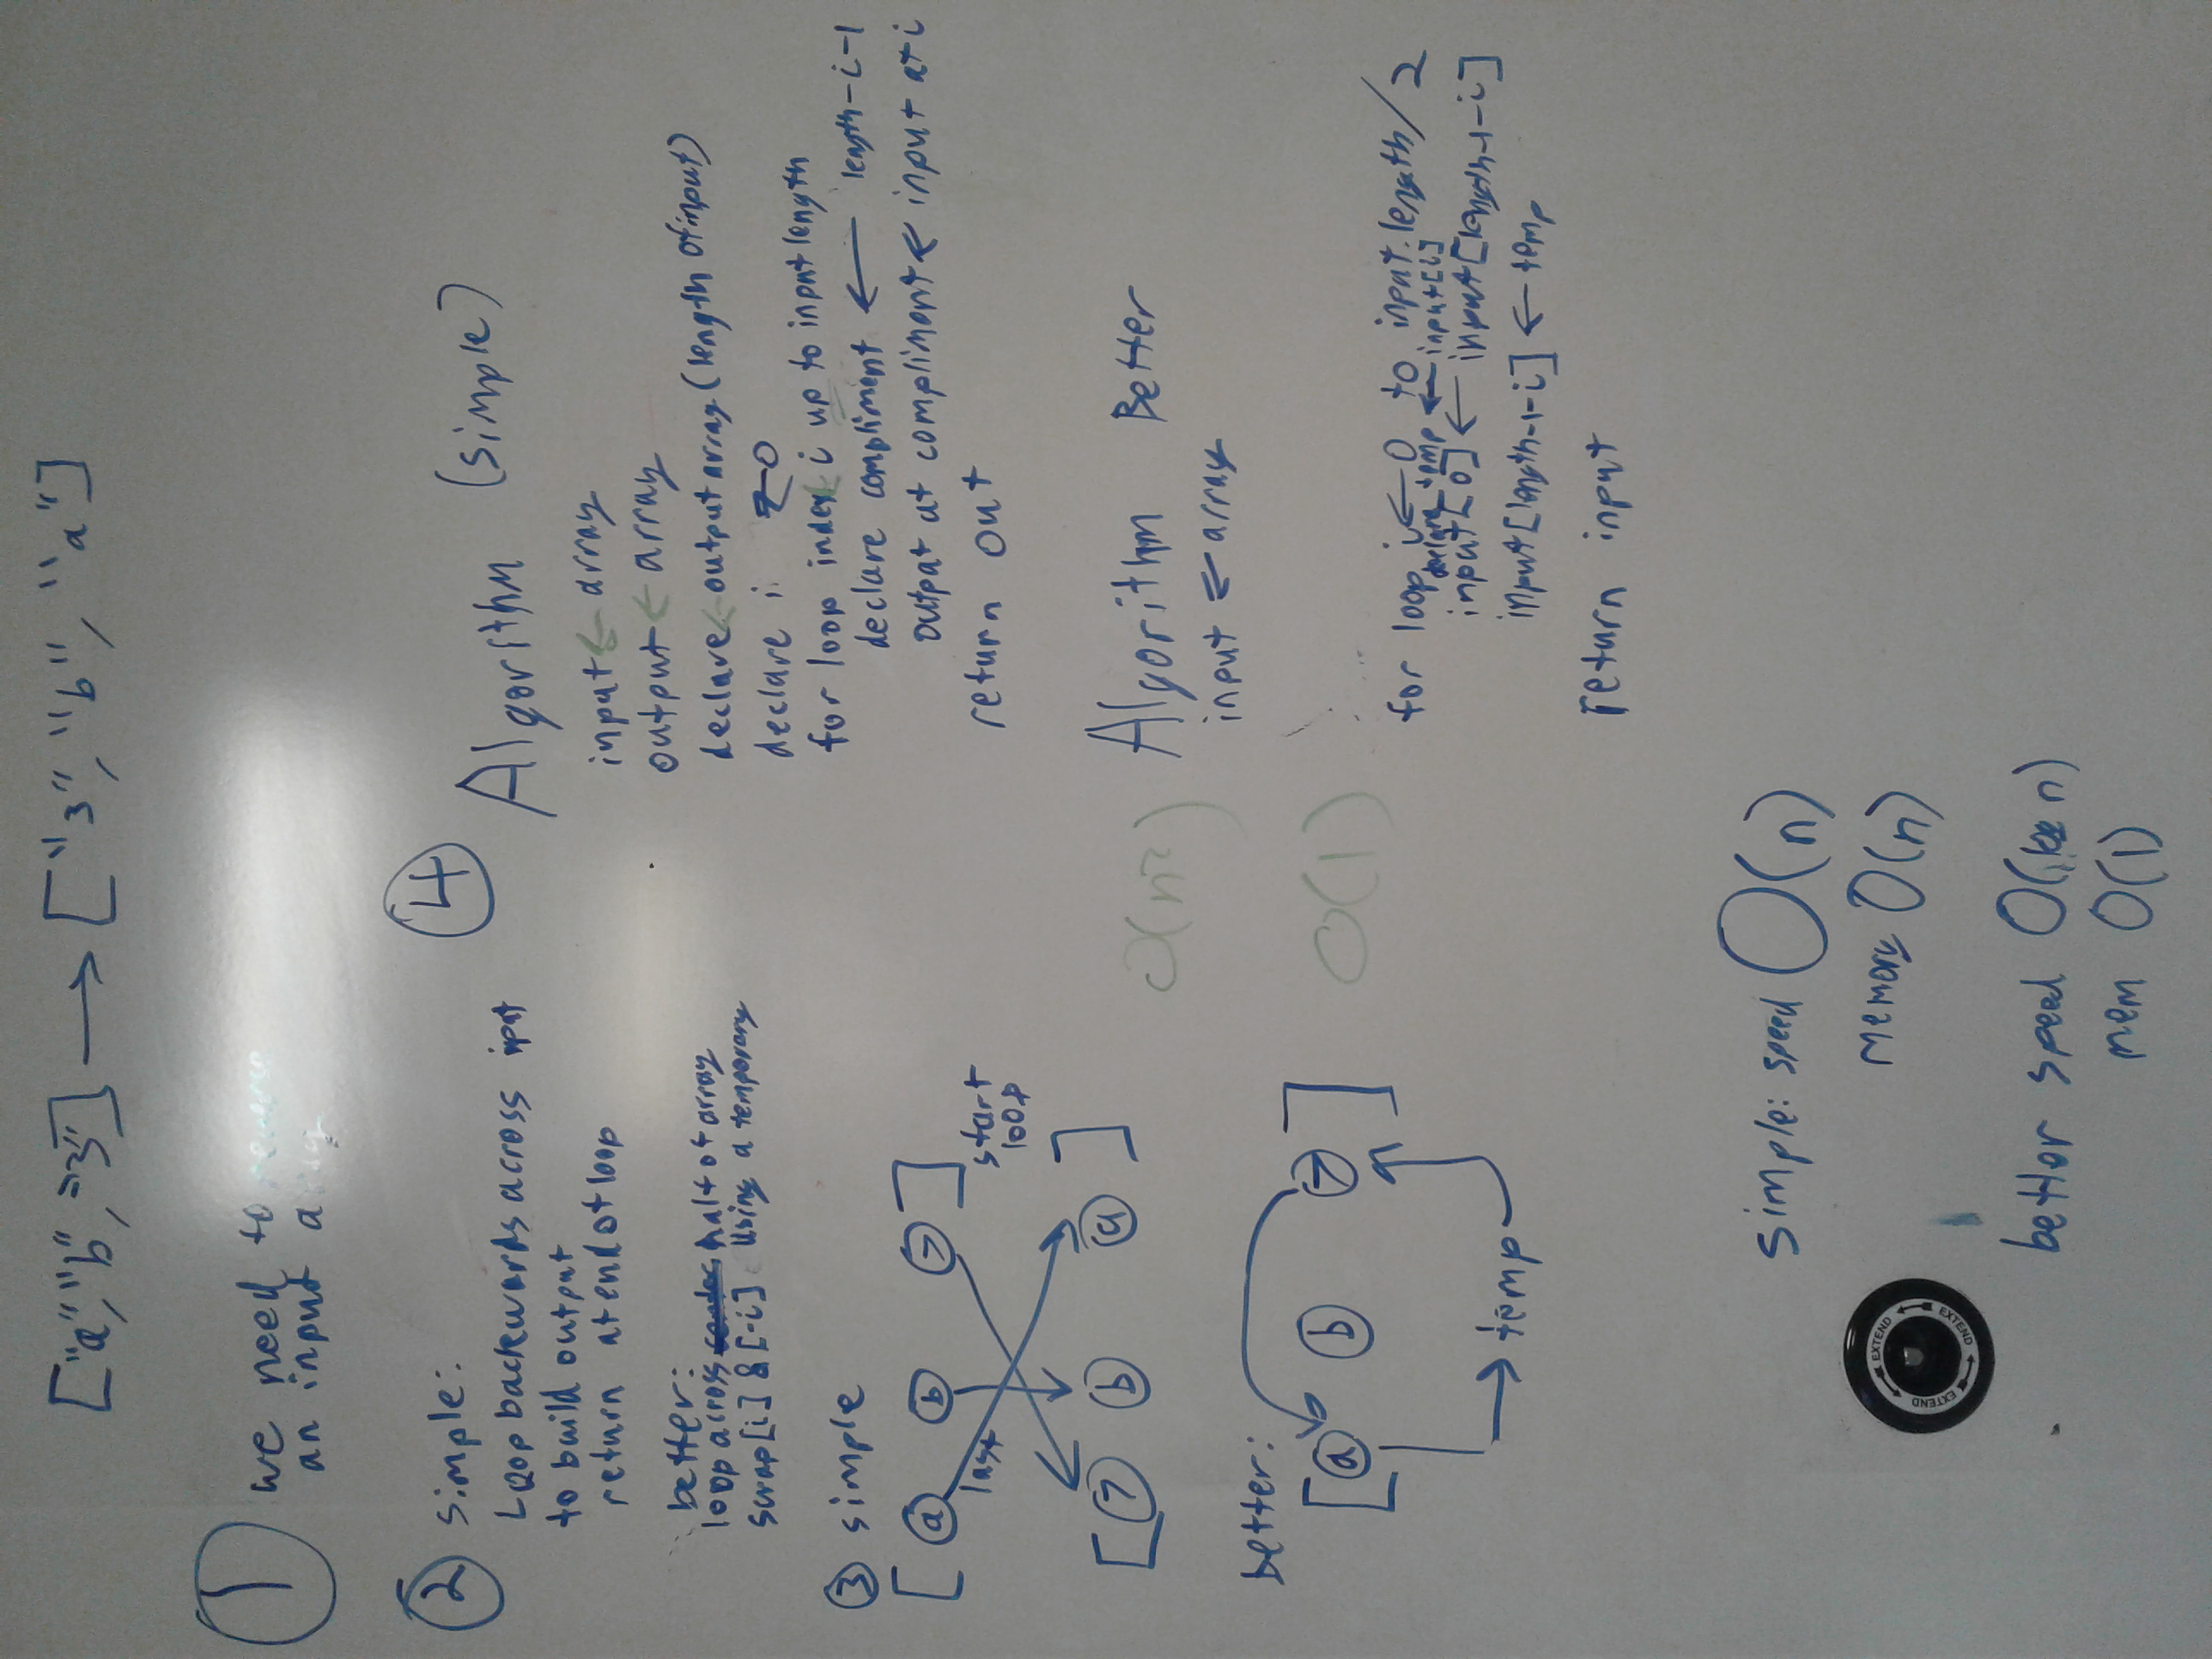 ["a", "b", "3"] → ["3", "b", "a"]
1
we need to reverse
an input a
2 simple:
Loop backwards across input
to build output
return at end of loop
better:
loop across half of array
swap [i] & [-i] Using a temporary
3 simple
[ a b 7 ]
last
start
loop
[ 7 b a ]
better:
[ a b 7 ]
→ temp
O(n²)
O(1)
4
Algorithm (simple)
input ← array
output ← array
declare ← output array (length of input)
declare i ← 0
for loop index ← i up to input length
declare compliment ← length-i-1
output at compliment ← input at i
return out
Algorithm Better
input ← array
for loop i ← 0 to input.length/2
declare temp ← input[i]
input[0] ← input[length-1-i]
input[length-1-i] ← temp
return input
simple: speed O(n)
memory O(n)
EXTEND EXTEND EXTEND
better speed O( n)
mem O(1)